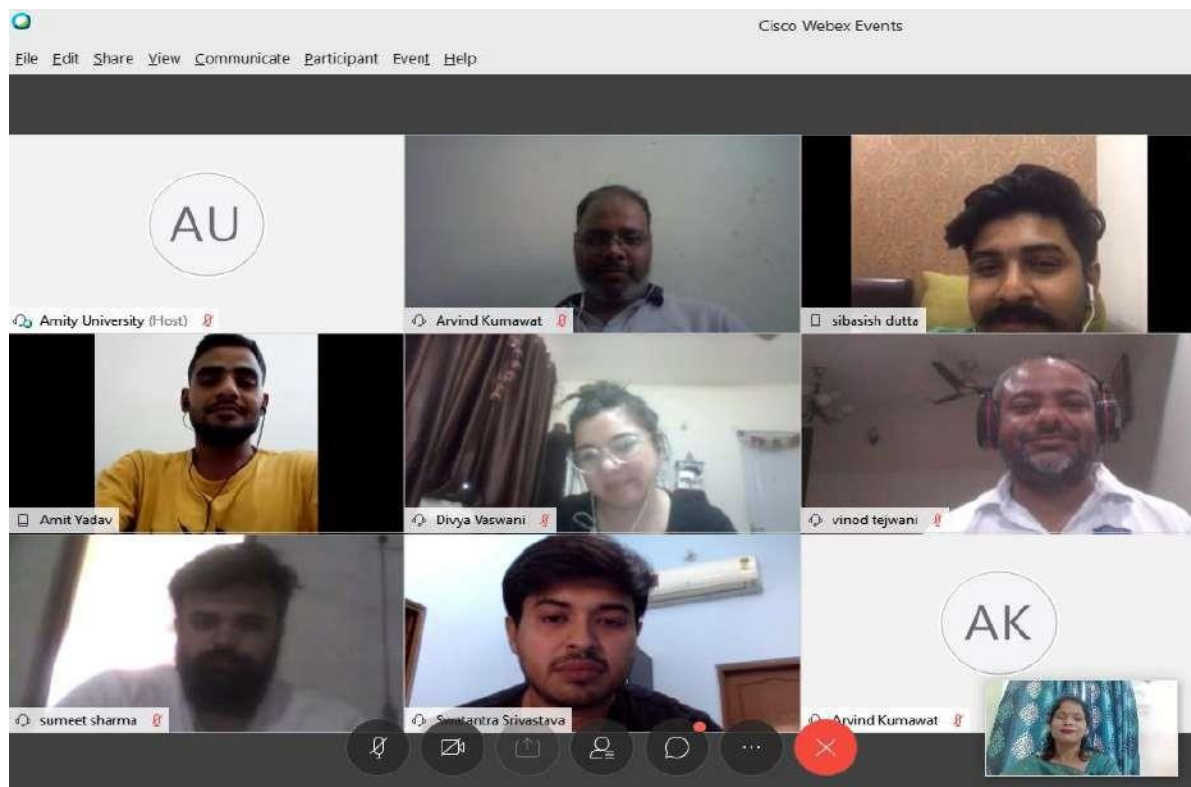 Cisco Webex Events
File Edit Share View Communicate Participant Event Help
AU
Amity University (Host)
Arvind Kumawat
sibasish dutta
Amit Yadav
Divya Vaswani
vinod tejwani
AK
sumeet sharma
Swatantra Srivastava
Arvind Kumawat